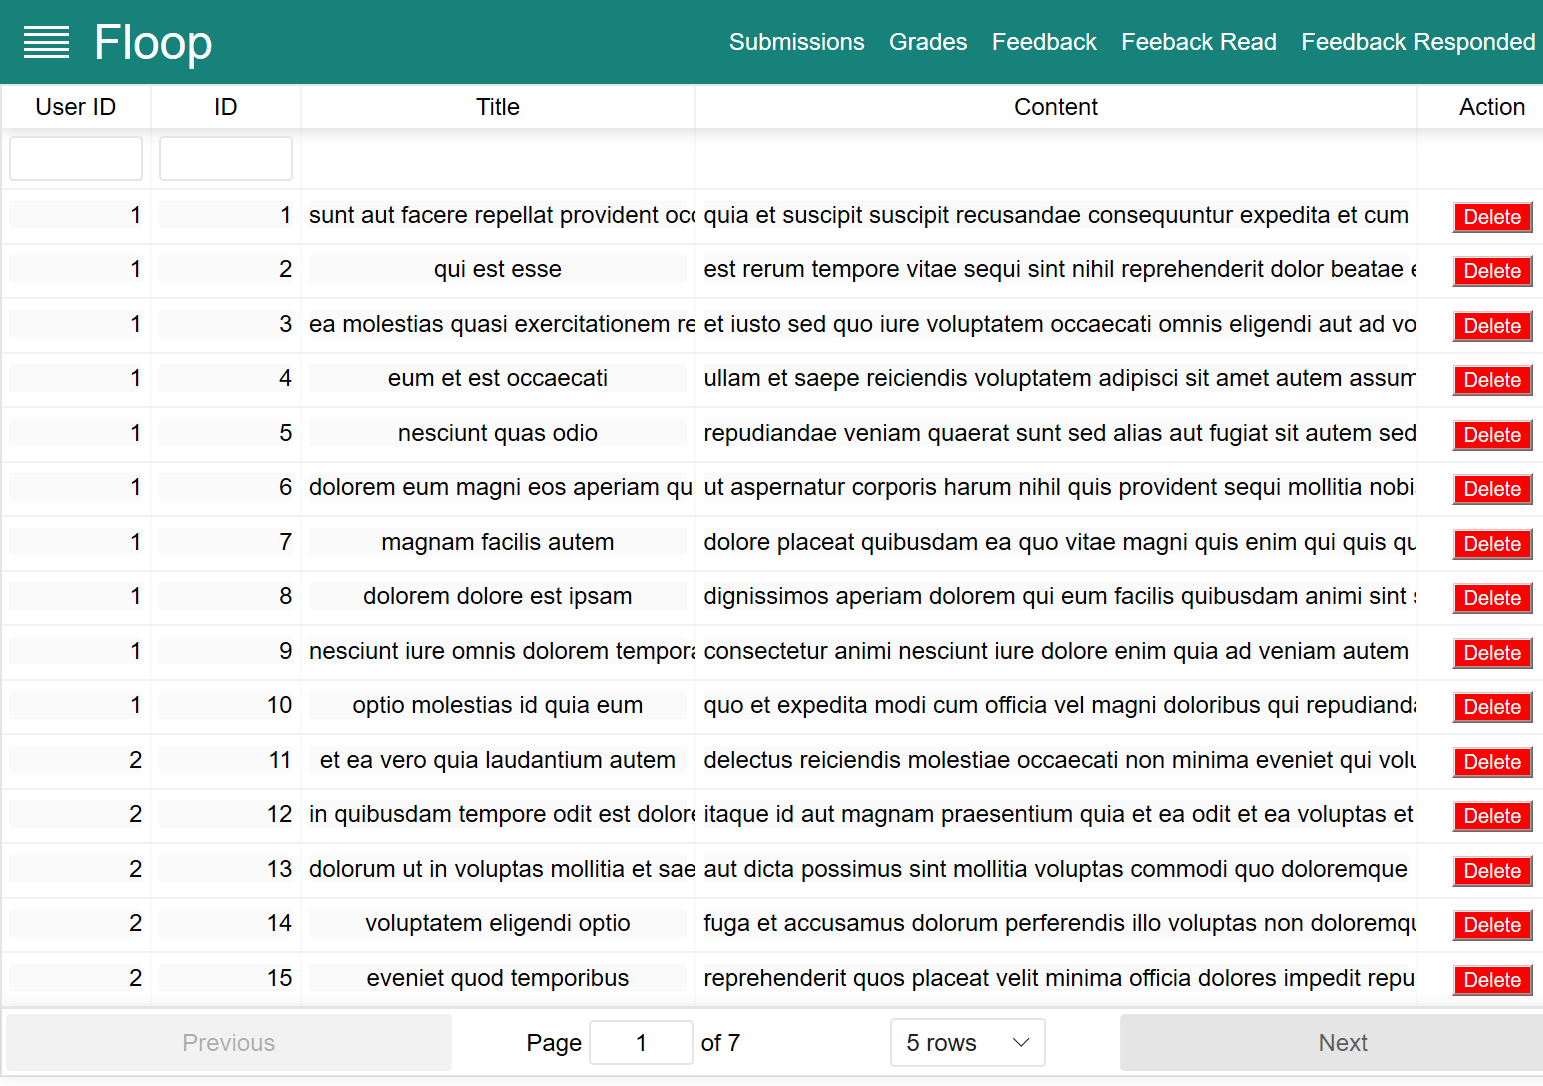 Floop Submissions Grades Feedback Feeback Read Feedback Responded
User ID ID Title Content Action
1 1 sunt aut facere repellat provident occ quia et suscipit suscipit recusandae consequuntur expedita et cum Delete
1 2 qui est esse est rerum tempore vitae sequi sint nihil reprehenderit dolor beatae e Delete
1 3 ea molestias quasi exercitationem re et iusto sed quo iure voluptatem occaecati omnis eligendi aut ad vo Delete
1 4 eum et est occaecati ullam et saepe reiciendis voluptatem adipisci sit amet autem assum Delete
1 5 nesciunt quas odio repudiandae veniam quaerat sunt sed alias aut fugiat sit autem sed Delete
1 6 dolorem eum magni eos aperiam qu ut aspernatur corporis harum nihil quis provident sequi mollitia nobi Delete
1 7 magnam facilis autem dolore placeat quibusdam ea quo vitae magni quis enim qui quis qu Delete
1 8 dolorem dolore est ipsam dignissimos aperiam dolorem qui eum facilis quibusdam animi sint Delete
1 9 nesciunt iure omnis dolorem tempora consectetur animi nesciunt iure dolore enim quia ad veniam autem Delete
1 10 optio molestias id quia eum quo et expedita modi cum officia vel magni doloribus qui repudianda Delete
2 11 et ea vero quia laudantium autem delectus reiciendis molestiae occaecati non minima eveniet qui volu Delete
2 12 in quibusdam tempore odit est dolore itaque id aut magnam praesentium quia et ea odit et ea voluptas et Delete
2 13 dolorum ut in voluptas mollitia et sae aut dicta possimus sint mollitia voluptas commodi quo doloremque Delete
2 14 voluptatem eligendi optio fuga et accusamus dolorum perferendis illo voluptas non doloremqu Delete
2 15 eveniet quod temporibus reprehenderit quos placeat velit minima officia dolores impedit repu Delete
Previous Page 1 of 7 5 rows Next